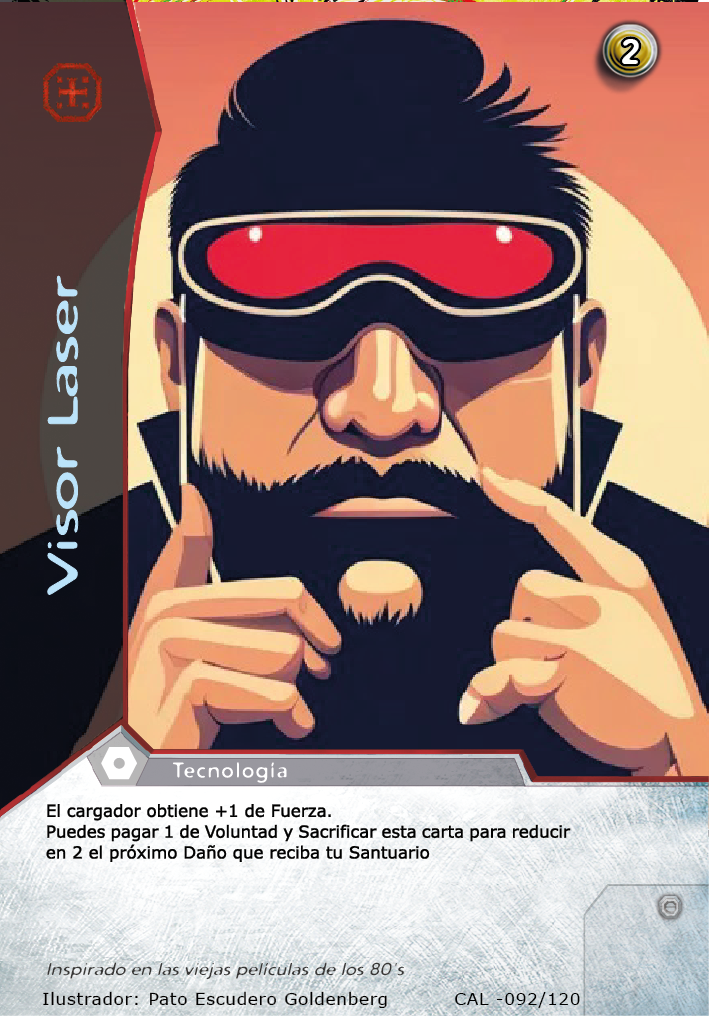 2
Visor Laser
Tecnología
El cargador obtiene +1 de Fuerza.
Puedes pagar 1 de Voluntad y Sacrificar esta carta para reducir
en 2 el próximo Daño que reciba tu Santuario
Inspirado en las viejas películas de los 80's
Ilustrador: Pato Escudero Goldenberg CAL -092/120